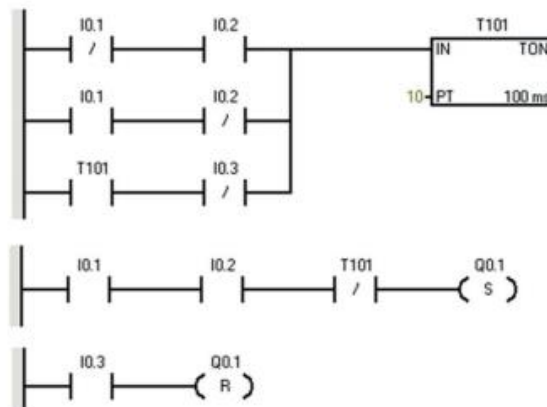 I0.1 I0.2 T101
/ IN TON
I0.1 I0.2 10 PT 100 ms
/
T101 I0.3
/
I0.1 I0.2 T101 Q0.1
/ S
I0.3 Q0.1
R